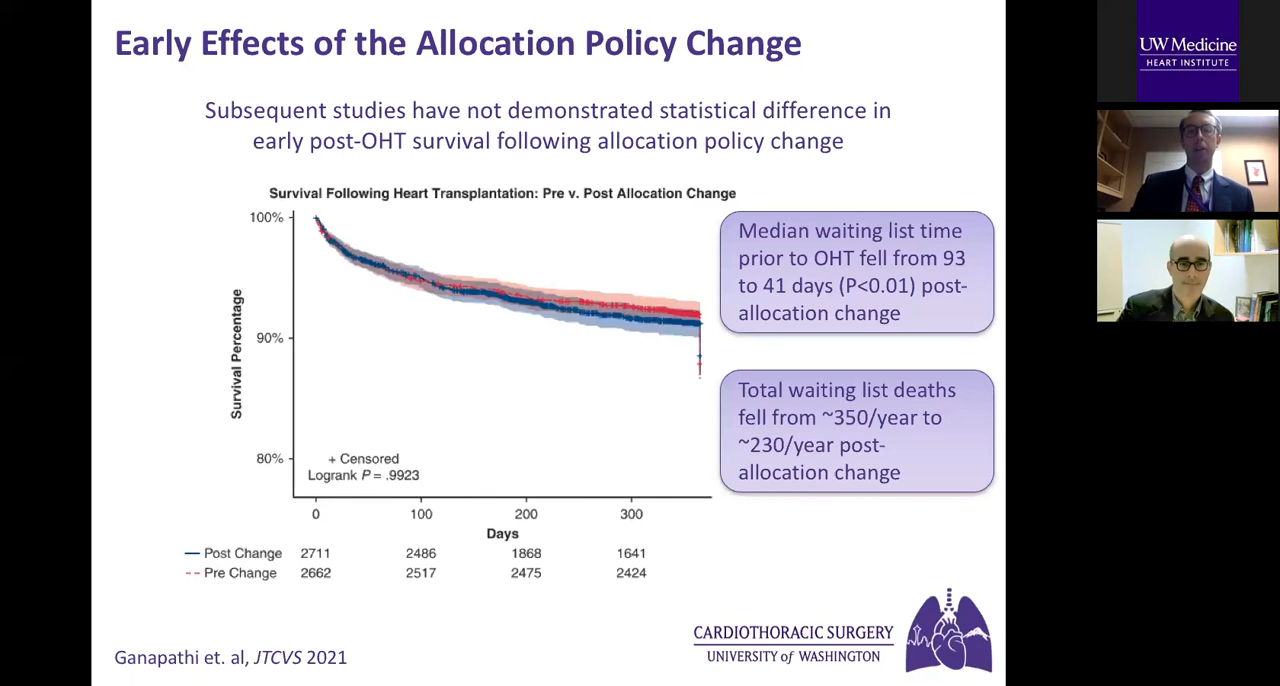 Early Effects of the Allocation Policy Change
Subsequent studies have not demonstrated statistical difference in
early post-OHT survival following allocation policy change
Survival Following Heart Transplantation: Pre v. Post Allocation Change
100%
90%
80%
Survival Percentage
+ Censored
Logrank P = .9923
0 100 200 300
Days
Post Change 2711 2486 1868 1641
Pre Change 2662 2517 2475 2424
Median waiting list time
prior to OHT fell from 93
to 41 days (P<0.01) post-
allocation change
Total waiting list deaths
fell from ~350/year to
~230/year post-
allocation change
Ganapathi et. al, JTCVS 2021
CARDIOTHORACIC SURGERY
UNIVERSITY of WASHINGTON
UW Medicine
HEART INSTITUTE